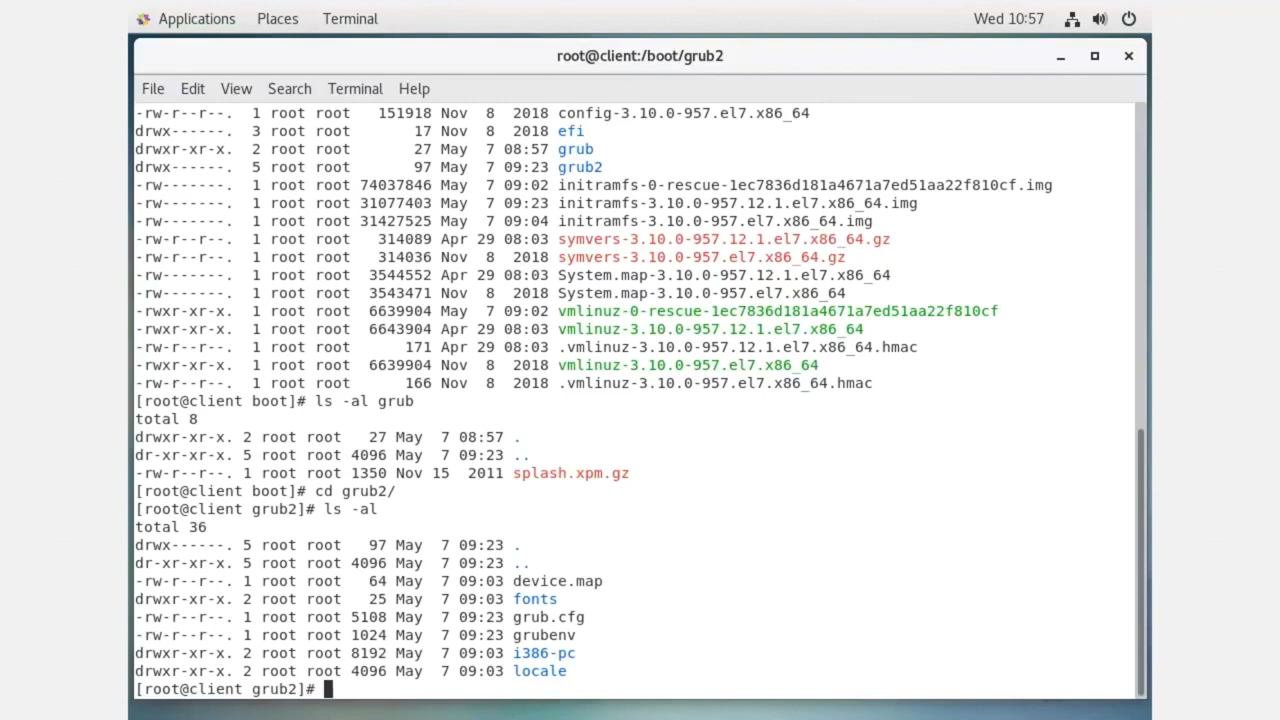 Applications Places Terminal Wed 10:57
root@client:/boot/grub2
File Edit View Search Terminal Help
-rw-r--r--. 1 root root 151918 Nov 8 2018 config-3.10.0-957.el7.x86_64
drwx------. 3 root root 17 Nov 8 2018 efi
drwxr-xr-x. 2 root root 27 May 7 08:57 grub
drwx------. 5 root root 97 May 7 09:23 grub2
-rw-------. 1 root root 74037846 May 7 09:02 initramfs-0-rescue-1ec7836d181a4671a7ed51aa22f810cf.img
-rw-------. 1 root root 31077403 May 7 09:23 initramfs-3.10.0-957.12.1.el7.x86_64.img
-rw-------. 1 root root 31427525 May 7 09:04 initramfs-3.10.0-957.el7.x86_64.img
-rw-r--r--. 1 root root 314089 Apr 29 08:03 symvers-3.10.0-957.12.1.el7.x86_64.gz
-rw-r--r--. 1 root root 314036 Nov 8 2018 symvers-3.10.0-957.el7.x86_64.gz
-rw-------. 1 root root 3544552 Apr 29 08:03 System.map-3.10.0-957.12.1.el7.x86_64
-rw-------. 1 root root 3543471 Nov 8 2018 System.map-3.10.0-957.el7.x86_64
-rwxr-xr-x. 1 root root 6639904 May 7 09:02 vmlinuz-0-rescue-1ec7836d181a4671a7ed51aa22f810cf
-rwxr-xr-x. 1 root root 6643904 Apr 29 08:03 vmlinuz-3.10.0-957.12.1.el7.x86_64
-rw-r--r--. 1 root root 171 Apr 29 08:03 .vmlinuz-3.10.0-957.12.1.el7.x86_64.hmac
-rwxr-xr-x. 1 root root 6639904 Nov 8 2018 vmlinuz-3.10.0-957.el7.x86_64
-rw-r--r--. 1 root root 166 Nov 8 2018 .vmlinuz-3.10.0-957.el7.x86_64.hmac
[root@client boot]# ls -al grub
total 8
drwxr-xr-x. 2 root root 27 May 7 08:57 .
dr-xr-xr-x. 5 root root 4096 May 7 09:23 ..
-rw-r--r--. 1 root root 1350 Nov 15 2011 splash.xpm.gz
[root@client boot]# cd grub2/
[root@client grub2]# ls -al
total 36
drwx------. 5 root root 97 May 7 09:23 .
dr-xr-xr-x. 5 root root 4096 May 7 09:23 ..
-rw-r--r--. 1 root root 64 May 7 09:03 device.map
drwxr-xr-x. 2 root root 25 May 7 09:03 fonts
-rw-r--r--. 1 root root 5108 May 7 09:23 grub.cfg
-rw-r--r--. 1 root root 1024 May 7 09:23 grubenv
drwxr-xr-x. 2 root root 8192 May 7 09:03 i386-pc
drwxr-xr-x. 2 root root 4096 May 7 09:03 locale
[root@client grub2]#